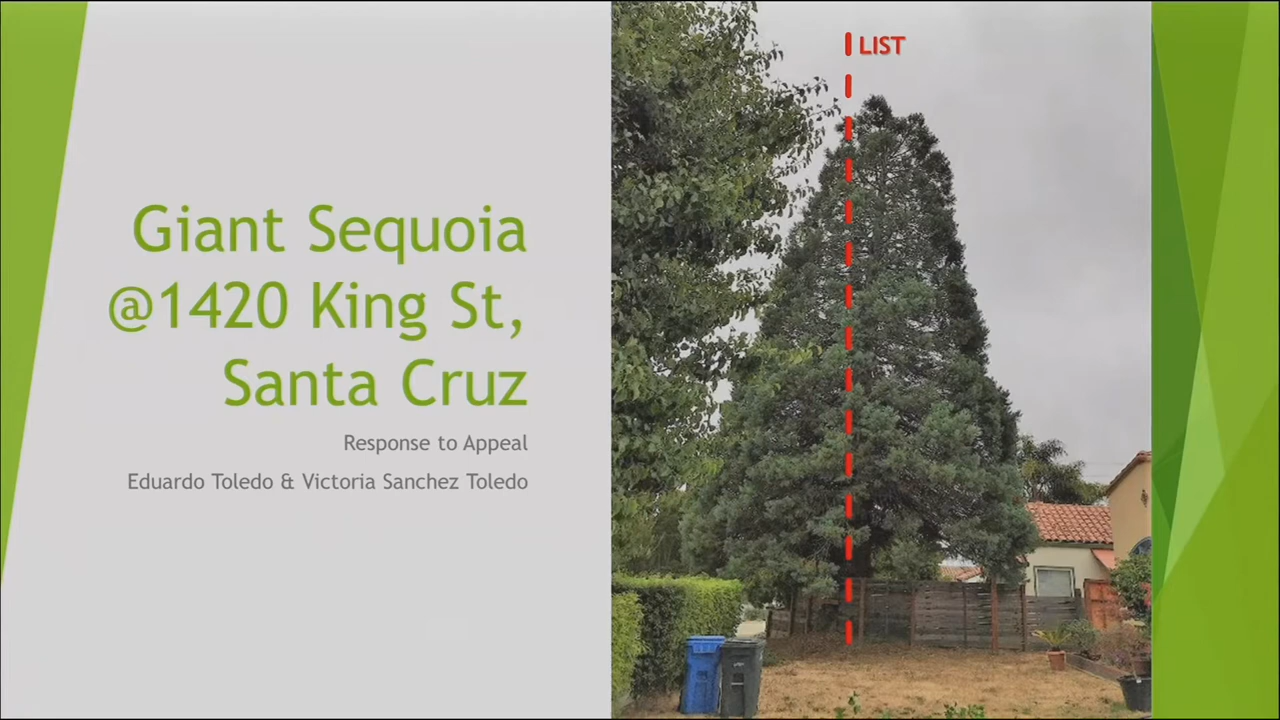 Giant Sequoia
@1420 King St,
Santa Cruz
Response to Appeal
Eduardo Toledo & Victoria Sanchez Toledo
LIST